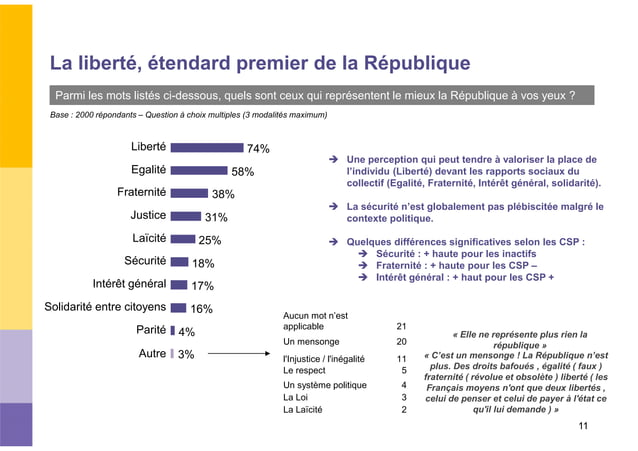 La liberté, étendard premier de la République
Parmi les mots listés ci-dessous, quels sont ceux qui représentent le mieux la République à vos yeux ?
Base : 2000 répondants – Question à choix multiples (3 modalités maximum)
Liberté 74%
Egalité 58%
Fraternité 38%
Justice 31%
Laïcité 25%
Sécurité 18%
Intérêt général 17%
Solidarité entre citoyens 16%
Parité 4%
Autre 3%
➔ Une perception qui peut tendre à valoriser la place de
l'individu (Liberté) devant les rapports sociaux du
collectif (Egalité, Fraternité, Intérêt général, solidarité).
➔ La sécurité n'est globalement pas plébiscitée malgré le
contexte politique.
➔ Quelques différences significatives selon les CSP :
➔ Sécurité : + haute pour les inactifs
➔ Fraternité : + haute pour les CSP –
➔ Intérêt général : + haut pour les CSP +
Aucun mot n'est
applicable 21
Un mensonge 20
l'Injustice / l'inégalité 11
Le respect 5
Un système politique 4
La Loi 3
La Laïcité 2
« Elle ne représente plus rien la
république »
« C'est un mensonge ! La République n'est
plus. Des droits bafoués , égalité ( faux )
fraternité ( révolue et obsolète ) liberté ( les
Français moyens n'ont que deux libertés ,
celui de penser et celui de payer à l'état ce
qu'il lui demande ) »
11